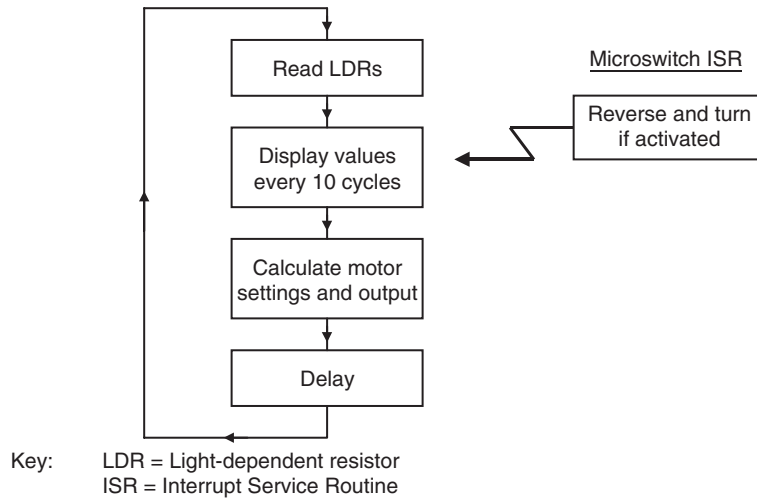 Read LDRs
Microswitch ISR
Display values
every 10 cycles
Reverse and turn
if activated
Calculate motor
settings and output
Delay
Key: LDR = Light-dependent resistor
ISR = Interrupt Service Routine